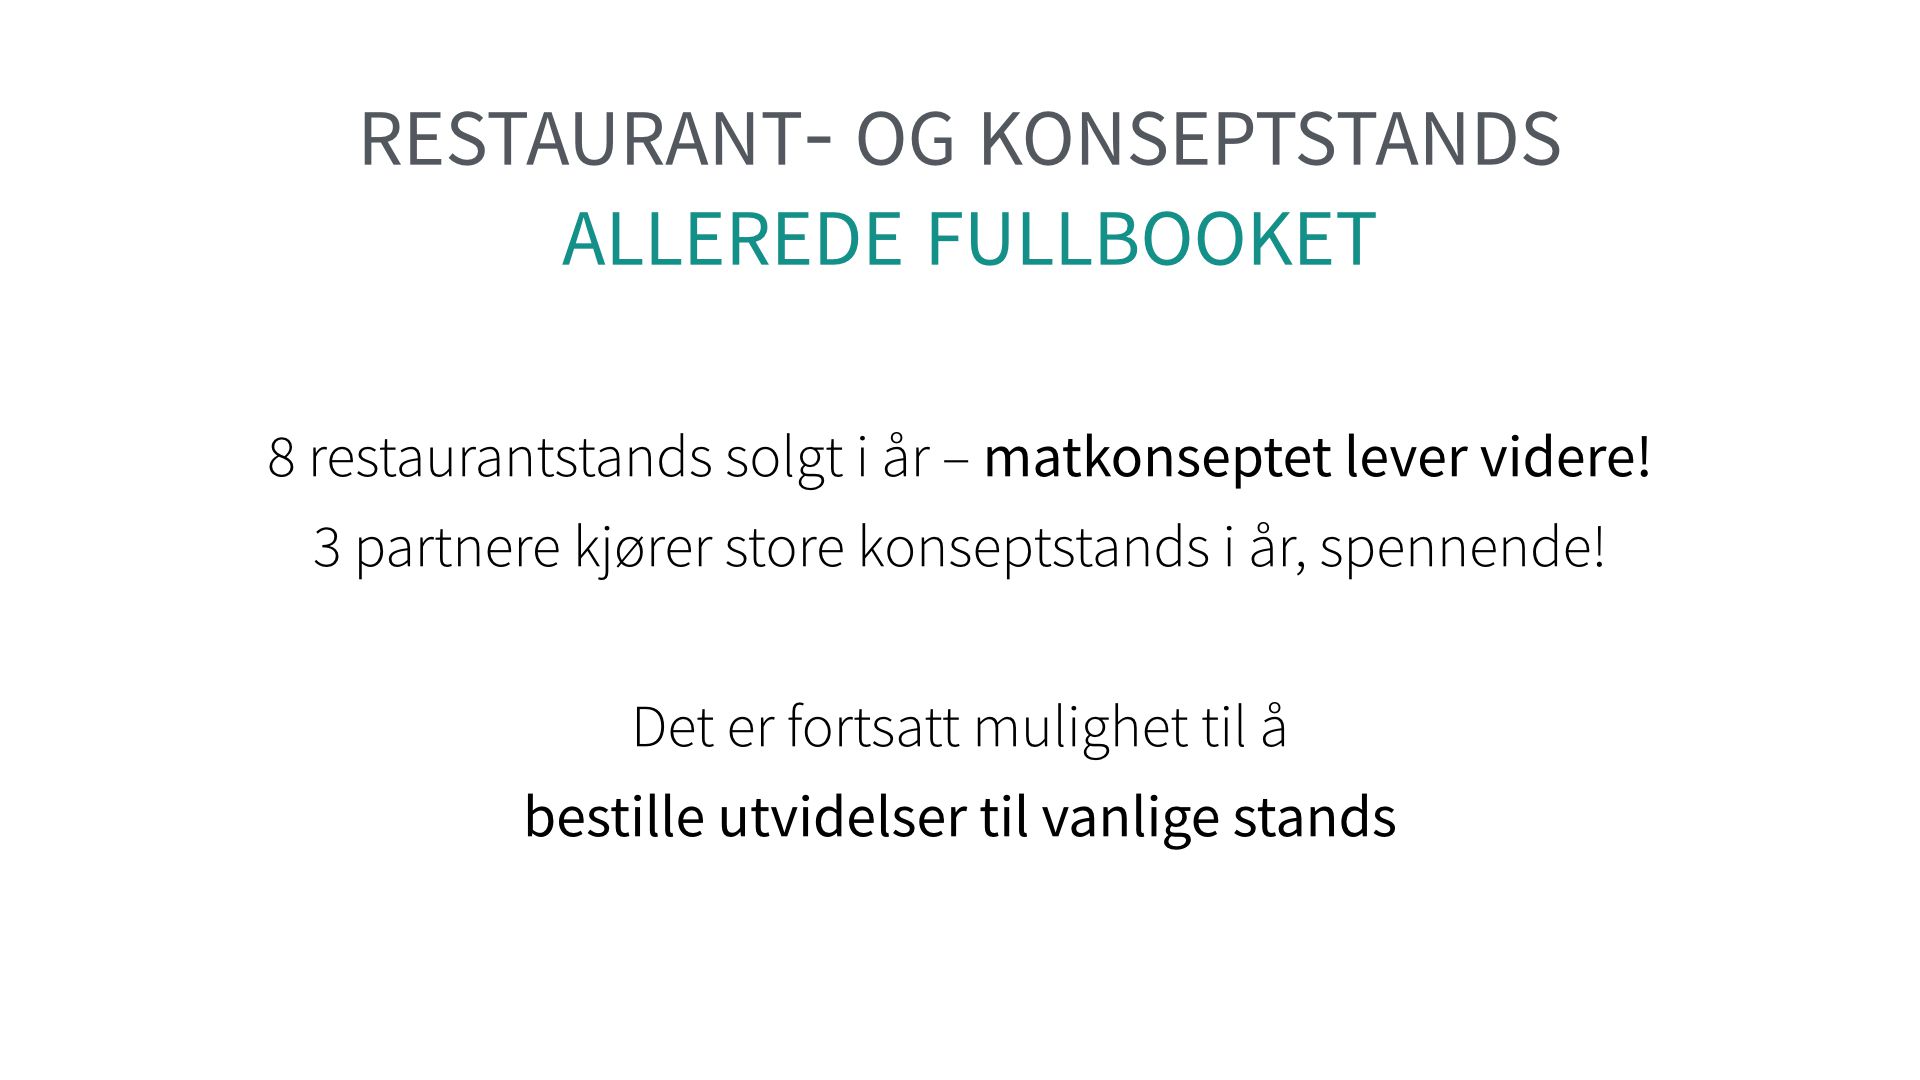 RESTAURANT- OG KONSEPTSTANDS
ALLEREDE FULLBOOKET
8 restaurantstands solgt i år – matkonseptet lever videre!
3 partnere kjører store konseptstands i år, spennende!
Det er fortsatt mulighet til å
bestille utvidelser til vanlige stands